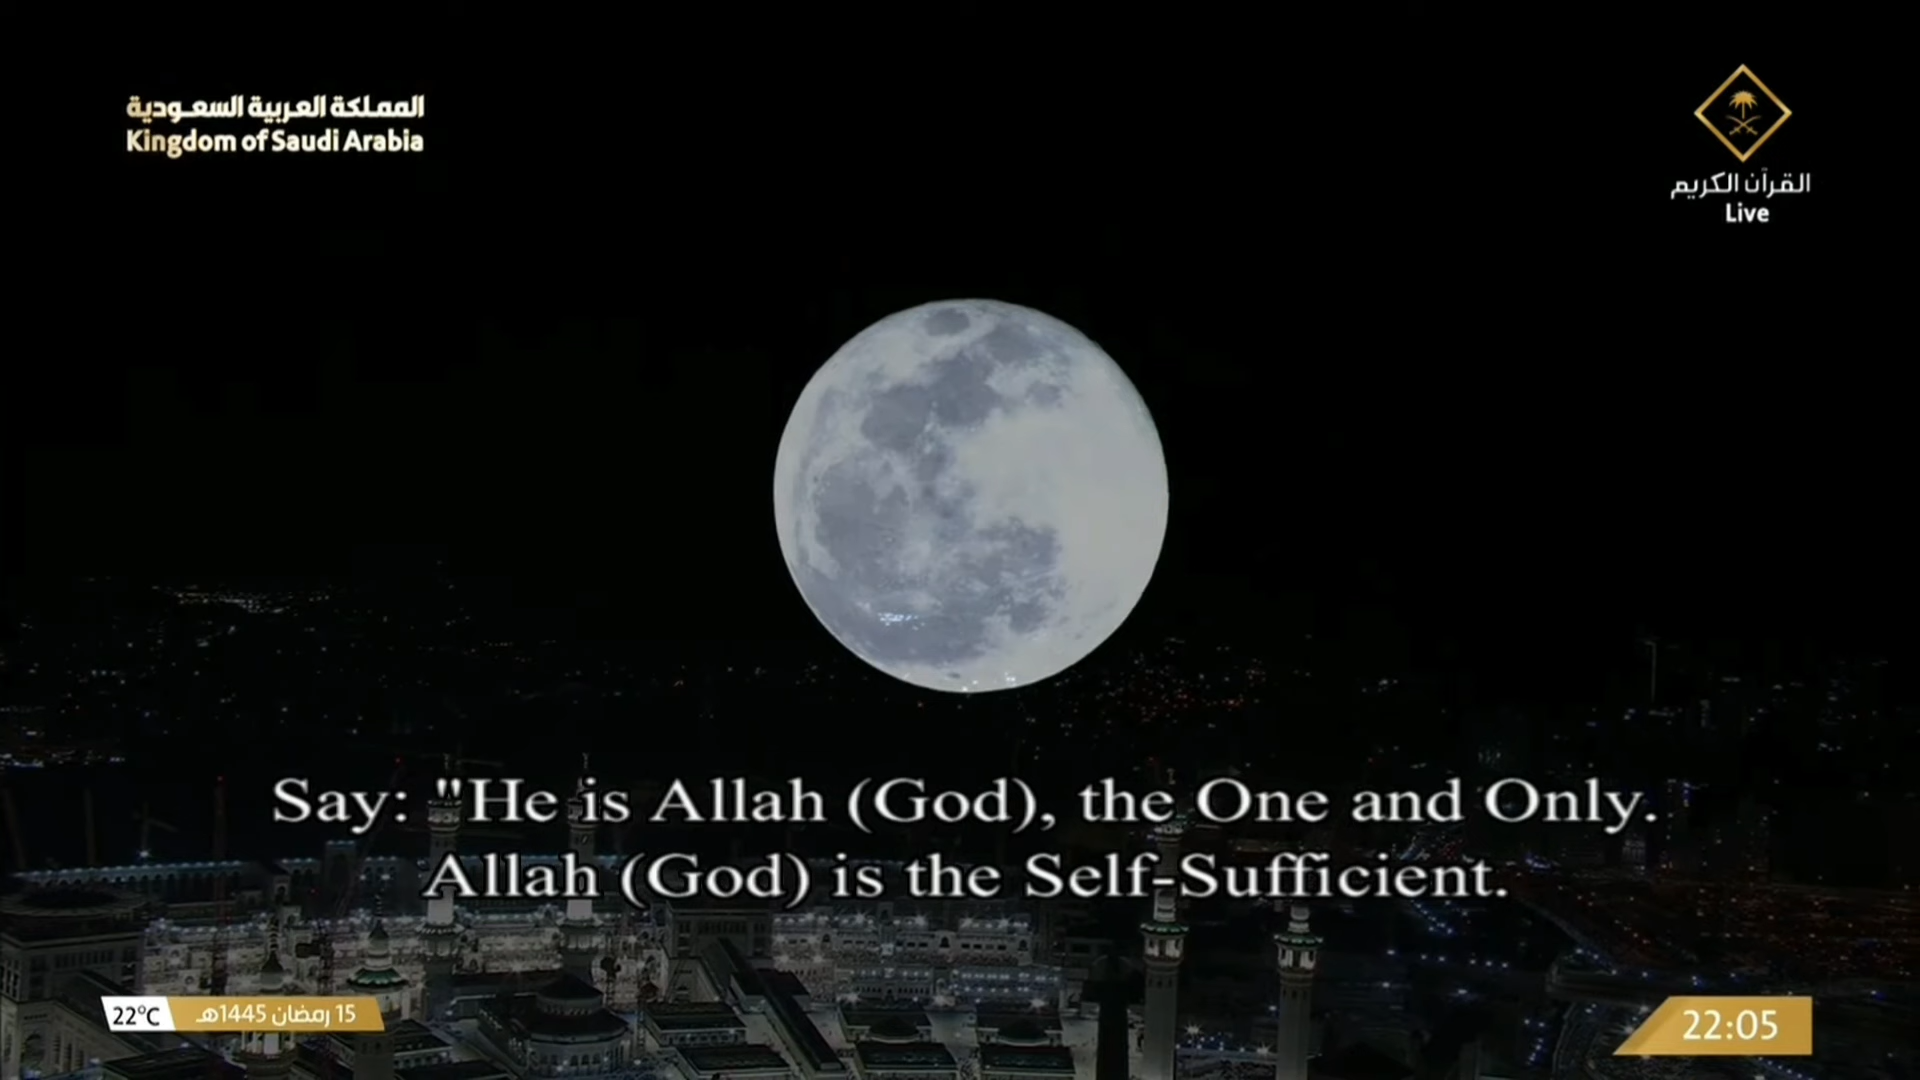 المملكة العربية السعودية
Kingdom of Saudi Arabia
القرآن الكريم
Live
Say: "He is Allah (God), the One and Only.
Allah (God) is the Self-Sufficient.
22°C
15 رمضان 1445هـ
22:05